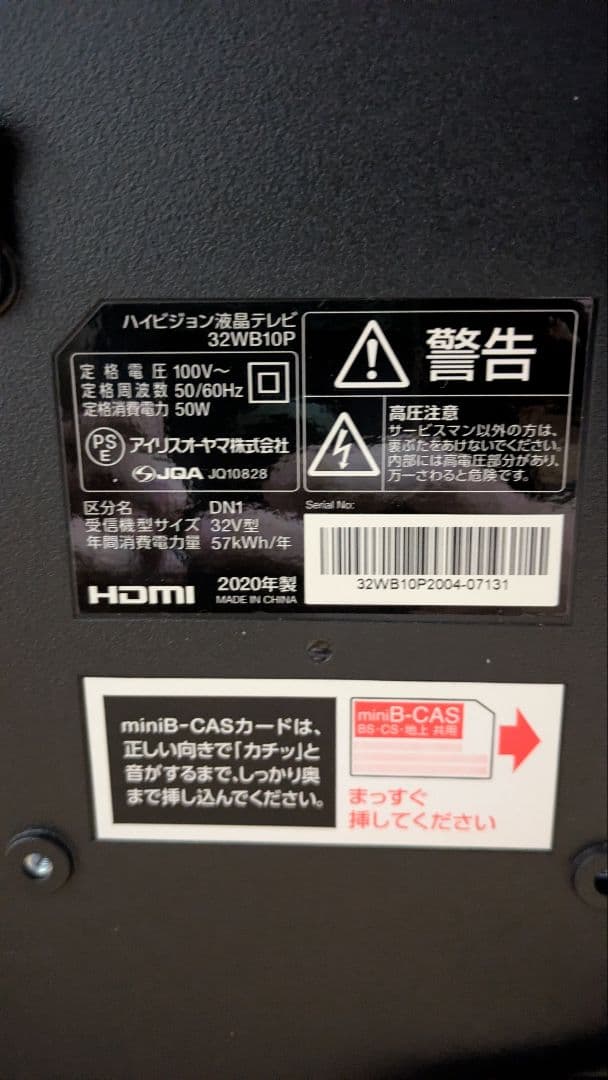 ハイビジョン液晶テレビ
32WB10P
定格電圧 100V〜
定格周波数 50/60Hz
定格消費電力 50W
PS
E
アイリスオーヤマ株式会社
JQA JQ10828
区分名 DN1
受信機型サイズ 32V型
年間消費電力量 57kWh/年
HDMI
2020年製
MADE IN CHINA
警告
高圧注意
サービスマン以外の方は、
裏ぶたをあけないでください。
内部には高電圧部分があり、
万一さわると危険です。
Serial No:
32WB10P2004-07131
miniB-CASカードは、
正しい向きで「カチッ」と
音がするまで、しっかり奥
まで挿し込んでください。
miniB-CAS
BS・CS・地上 共用
まっすぐ
挿してください